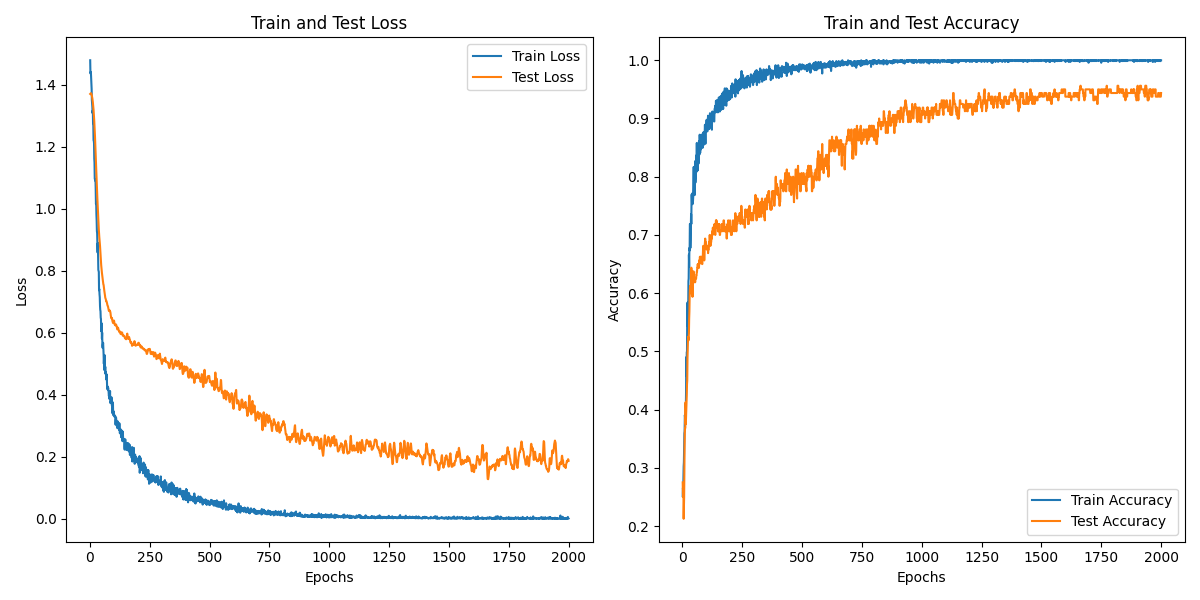 Train and Test Loss
Train Loss
Test Loss
1.4
1.2
1.0
0.8
0.6
0.4
0.2
0.0
Loss
0 250 500 750 1000 1250 1500 1750 2000
Epochs
Train and Test Accuracy
1.0
0.9
0.8
0.7
0.6
0.5
0.4
0.3
0.2
Accuracy
Train Accuracy
Test Accuracy
0 250 500 750 1000 1250 1500 1750 2000
Epochs